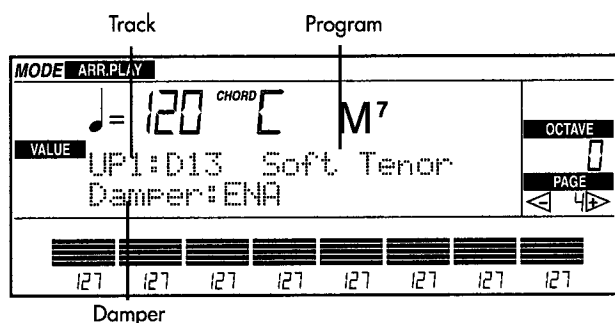 Track Program
MODE ARR.PLAY
♩= 120 CHORD C M7
OCTAVE
0
VALUE
UP1:D13 Soft Tenor
Damper:ENA
PAGE
4
127 127 127 127 127 127 127 127
Damper